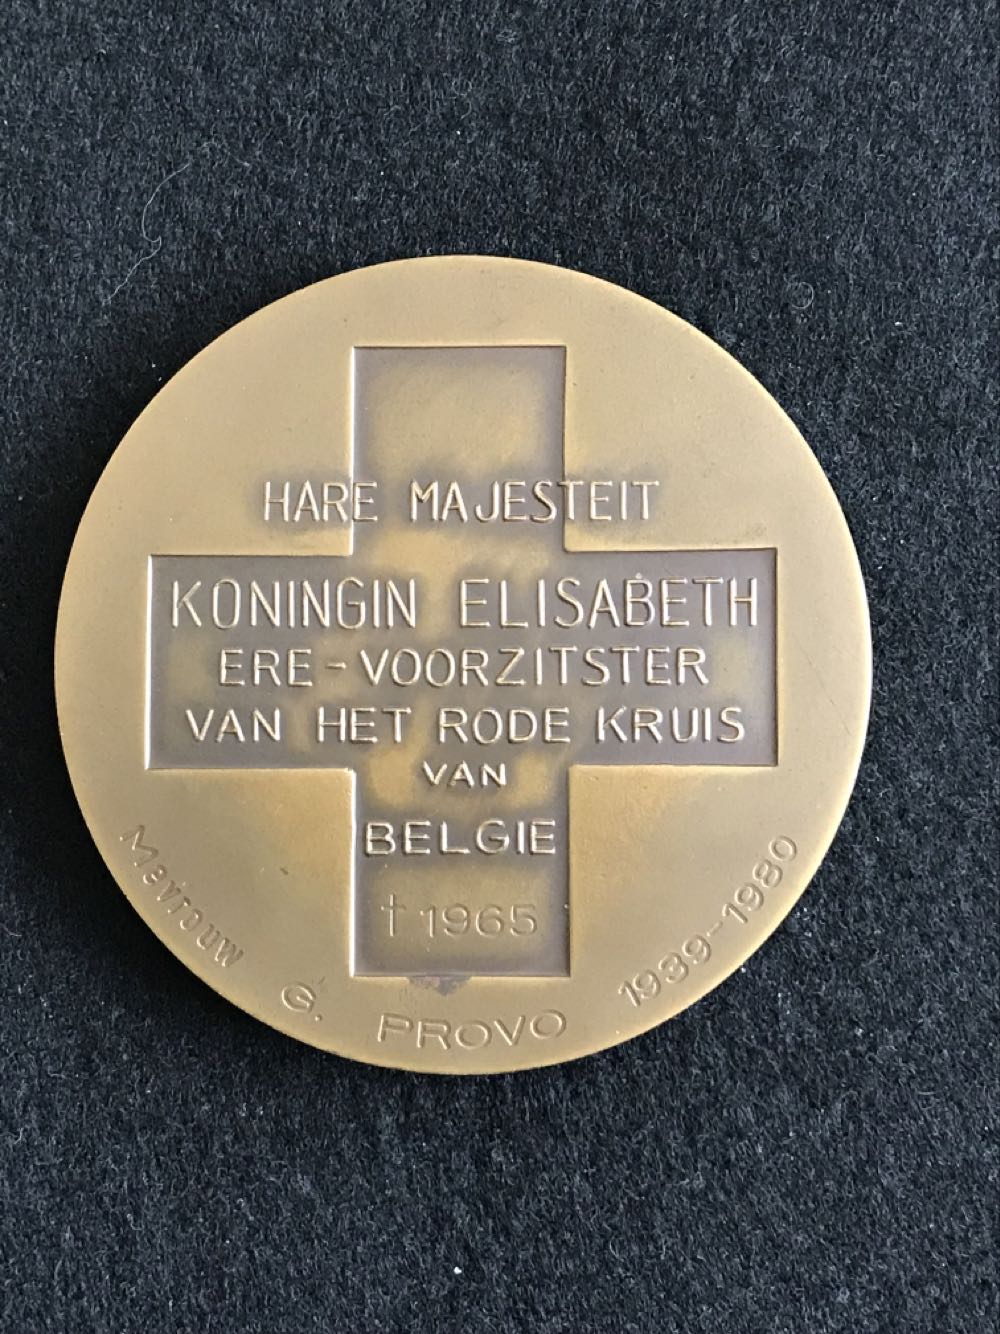 HARE MAJESTEIT
KONINGIN ELISABETH
ERE-VOORZITSTER
VAN HET RODE KRUIS
VAN
BELGIE
† 1965
Mevrouw G. PROVO 1939-1980